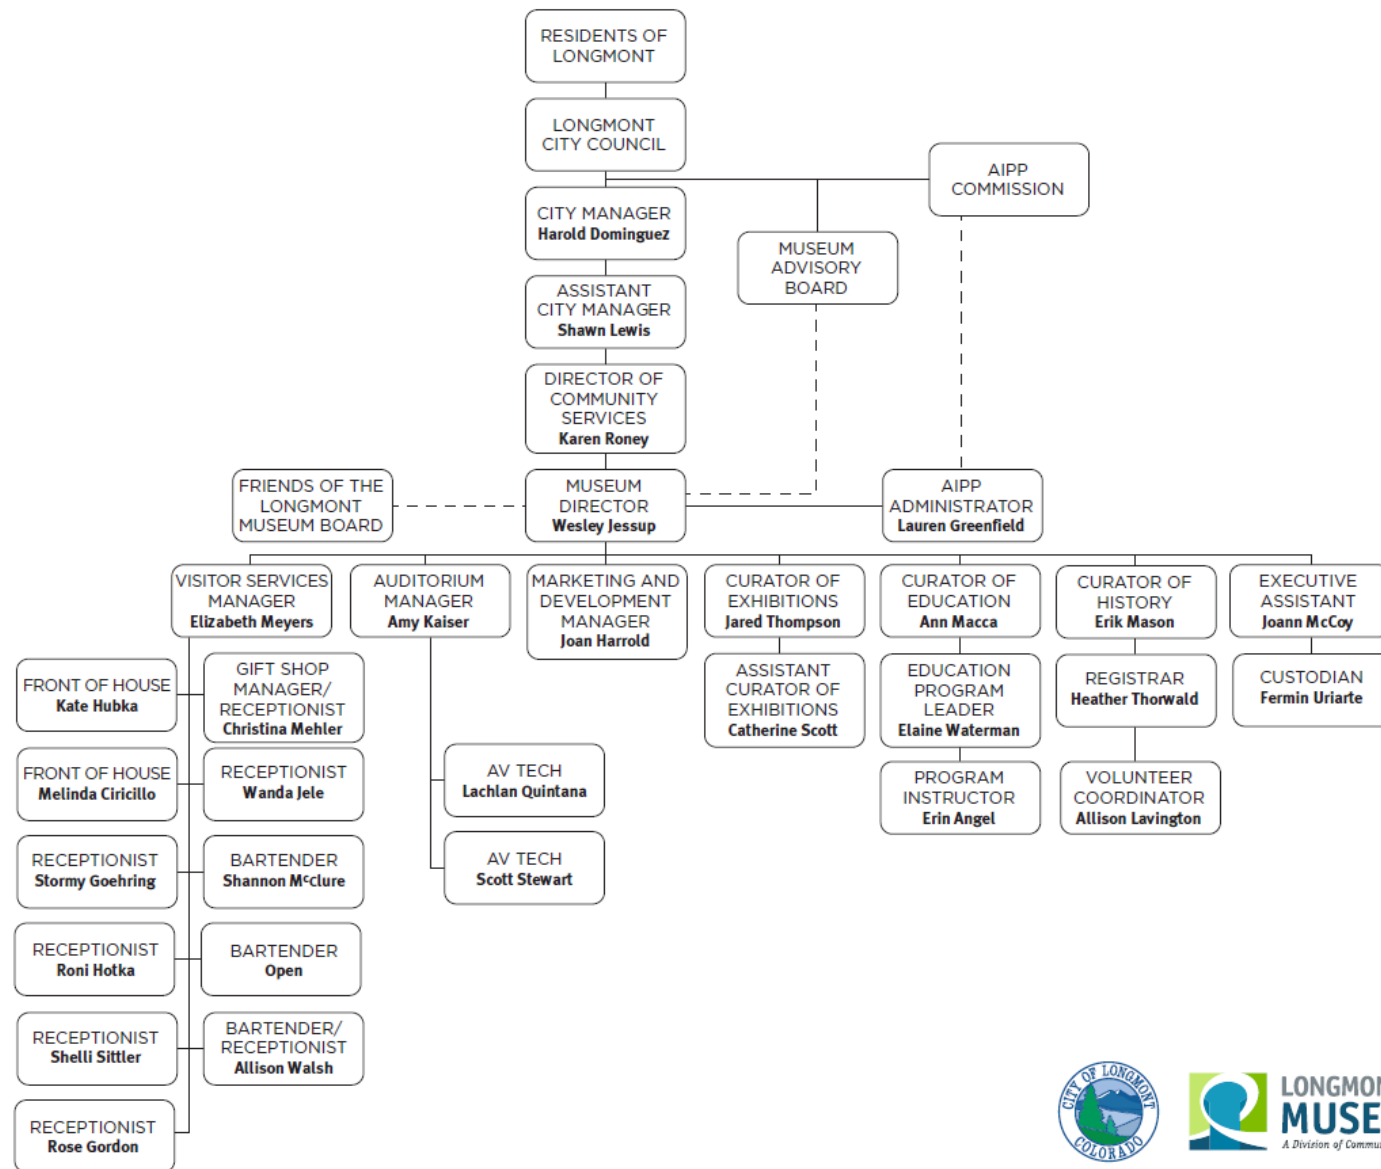 RESIDENTS OF
LONGMONT
LONGMONT
CITY COUNCIL
AIPP
COMMISSION
CITY MANAGER
Harold Dominguez
MUSEUM
ADVISORY
BOARD
ASSISTANT
CITY MANAGER
Shawn Lewis
DIRECTOR OF
COMMUNITY
SERVICES
Karen Roney
FRIENDS OF THE
LONGMONT
MUSEUM BOARD
MUSEUM
DIRECTOR
Wesley Jessup
AIPP
ADMINISTRATOR
Lauren Greenfield
VISITOR SERVICES
MANAGER
Elizabeth Meyers
AUDITORIUM
MANAGER
Amy Kaiser
MARKETING AND
DEVELOPMENT
MANAGER
Joan Harrold
CURATOR OF
EXHIBITIONS
Jared Thompson
CURATOR OF
EDUCATION
Ann Macca
CURATOR OF
HISTORY
Erik Mason
EXECUTIVE
ASSISTANT
Joann McCoy
FRONT OF HOUSE
Kate Hubka
GIFT SHOP
MANAGER/
RECEPTIONIST
Christina Mehler
ASSISTANT
CURATOR OF
EXHIBITIONS
Catherine Scott
EDUCATION
PROGRAM
LEADER
Elaine Waterman
REGISTRAR
Heather Thorwald
CUSTODIAN
Fermin Uriarte
FRONT OF HOUSE
Melinda Ciricillo
RECEPTIONIST
Wanda Jele
AV TECH
Lachlan Quintana
PROGRAM
INSTRUCTOR
Erin Angel
VOLUNTEER
COORDINATOR
Allison Lavington
RECEPTIONIST
Stormy Goehring
BARTENDER
Shannon McClure
AV TECH
Scott Stewart
RECEPTIONIST
Roni Hotka
BARTENDER
Open
RECEPTIONIST
Shelli Sittler
BARTENDER/
RECEPTIONIST
Allison Walsh
RECEPTIONIST
Rose Gordon
CITY OF LONGMONT
COLORADO
LONGMON
MUSE
A Division of Commu